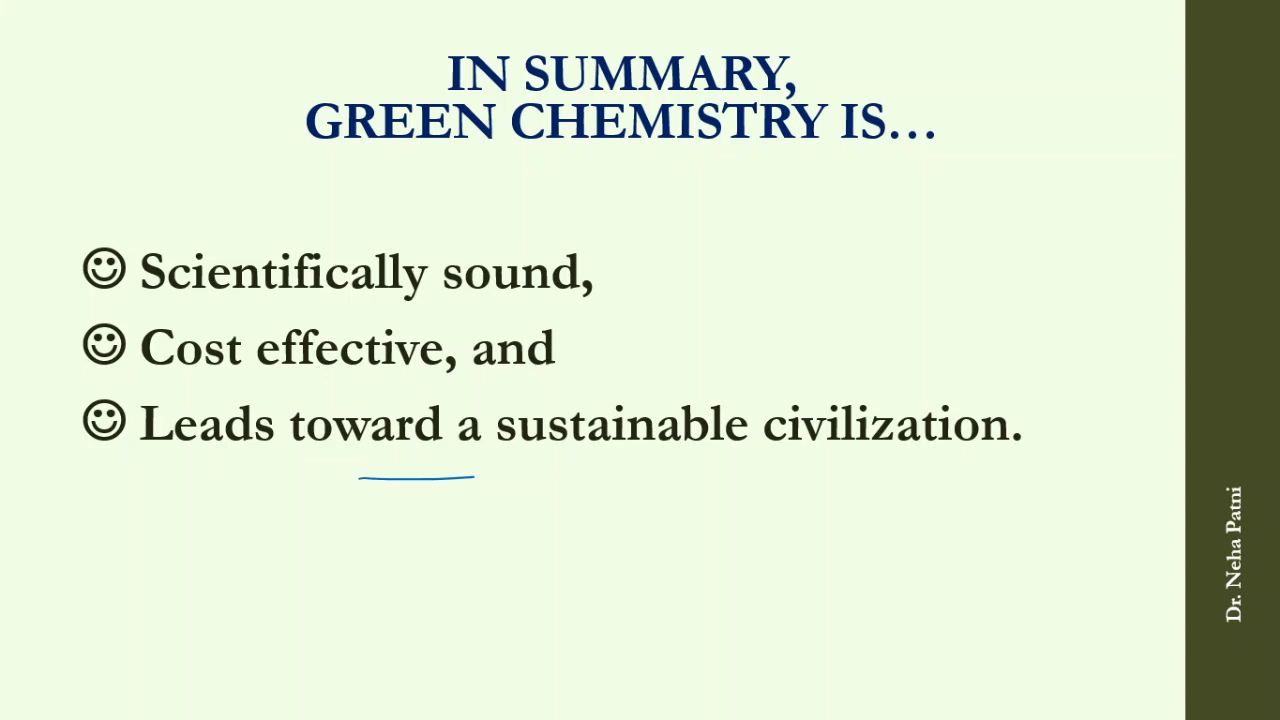 IN SUMMARY,
GREEN CHEMISTRY IS…
Scientifically sound,
Cost effective, and
Leads toward a sustainable civilization.
Dr. Neha Patni